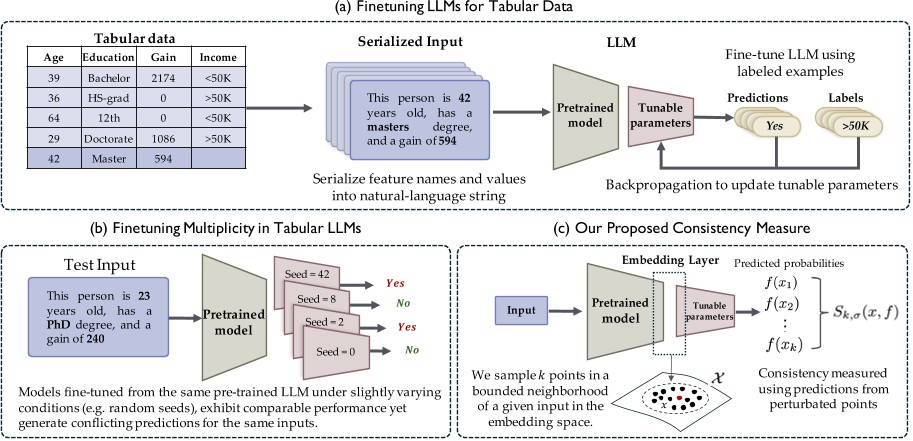 (a) Finetuning LLMs for Tabular Data
Tabular data
Age Education Gain Income
39 Bachelor 2174 <50K
36 HS-grad 0 >50K
64 12th 0 <50K
29 Doctorate 1086 >50K
42 Master 594
Serialized Input
This person is 42
years old, has a
masters degree,
and a gain of 594
Serialize feature names and values
into natural-language string
LLM
Pretrained
model
Tunable
parameters
Fine-tune LLM using
labeled examples
Predictions
Labels
Yes
>50K
Backpropagation to update tunable parameters
(b) Finetuning Multiplicity in Tabular LLMs
Test Input
This person is 23
years old, has a
PhD degree, and a
gain of 240
Pretrained
model
Seed = 42
Seed = 8
Seed = 2
Seed = 0
Yes
No
Yes
No
Models fine-tuned from the same pre-trained LLM under slightly varying
conditions (e.g. random seeds), exhibit comparable performance yet
generate conflicting predictions for the same inputs.
(c) Our Proposed Consistency Measure
Embedding Layer
Input
Pretrained
model
Tunable
parameters
Predicted probabilities
f(x₁)
f(x₂)
⋮
f(xₖ)
Sₖ,σ(x, f)
We sample k points in a
bounded neighborhood
of a given input in the
embedding space.
x
𝒳
Consistency measured
using predictions from
perturbated points